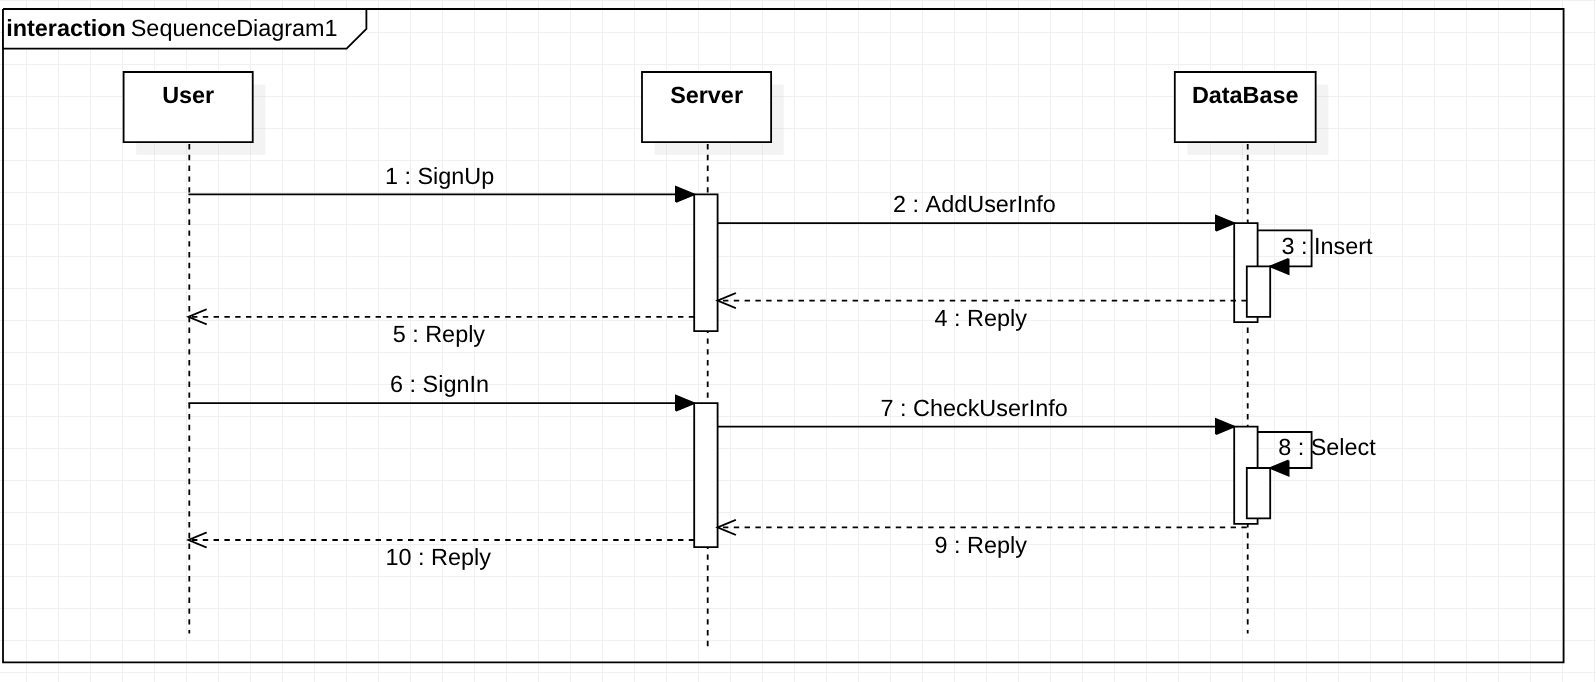 interaction SequenceDiagram1
User
Server
DataBase
1 : SignUp
2 : AddUserInfo
3 : Insert
4 : Reply
5 : Reply
6 : SignIn
7 : CheckUserInfo
8 : Select
9 : Reply
10 : Reply